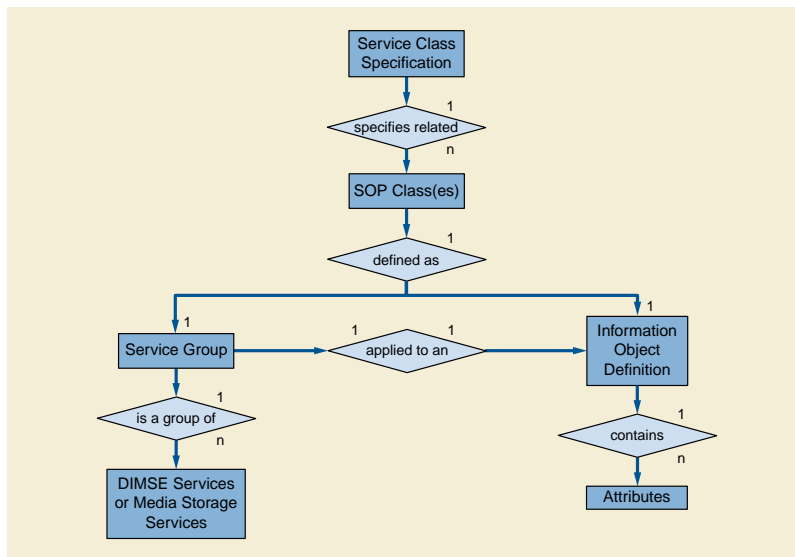 Service Class
Specification
1
specifies related
n
SOP Class(es)
1
defined as
1
1
Service Group
1
1
applied to an
Information
Object
Definition
1
is a group of
n
1
contains
n
DIMSE Services
or Media Storage
Services
Attributes